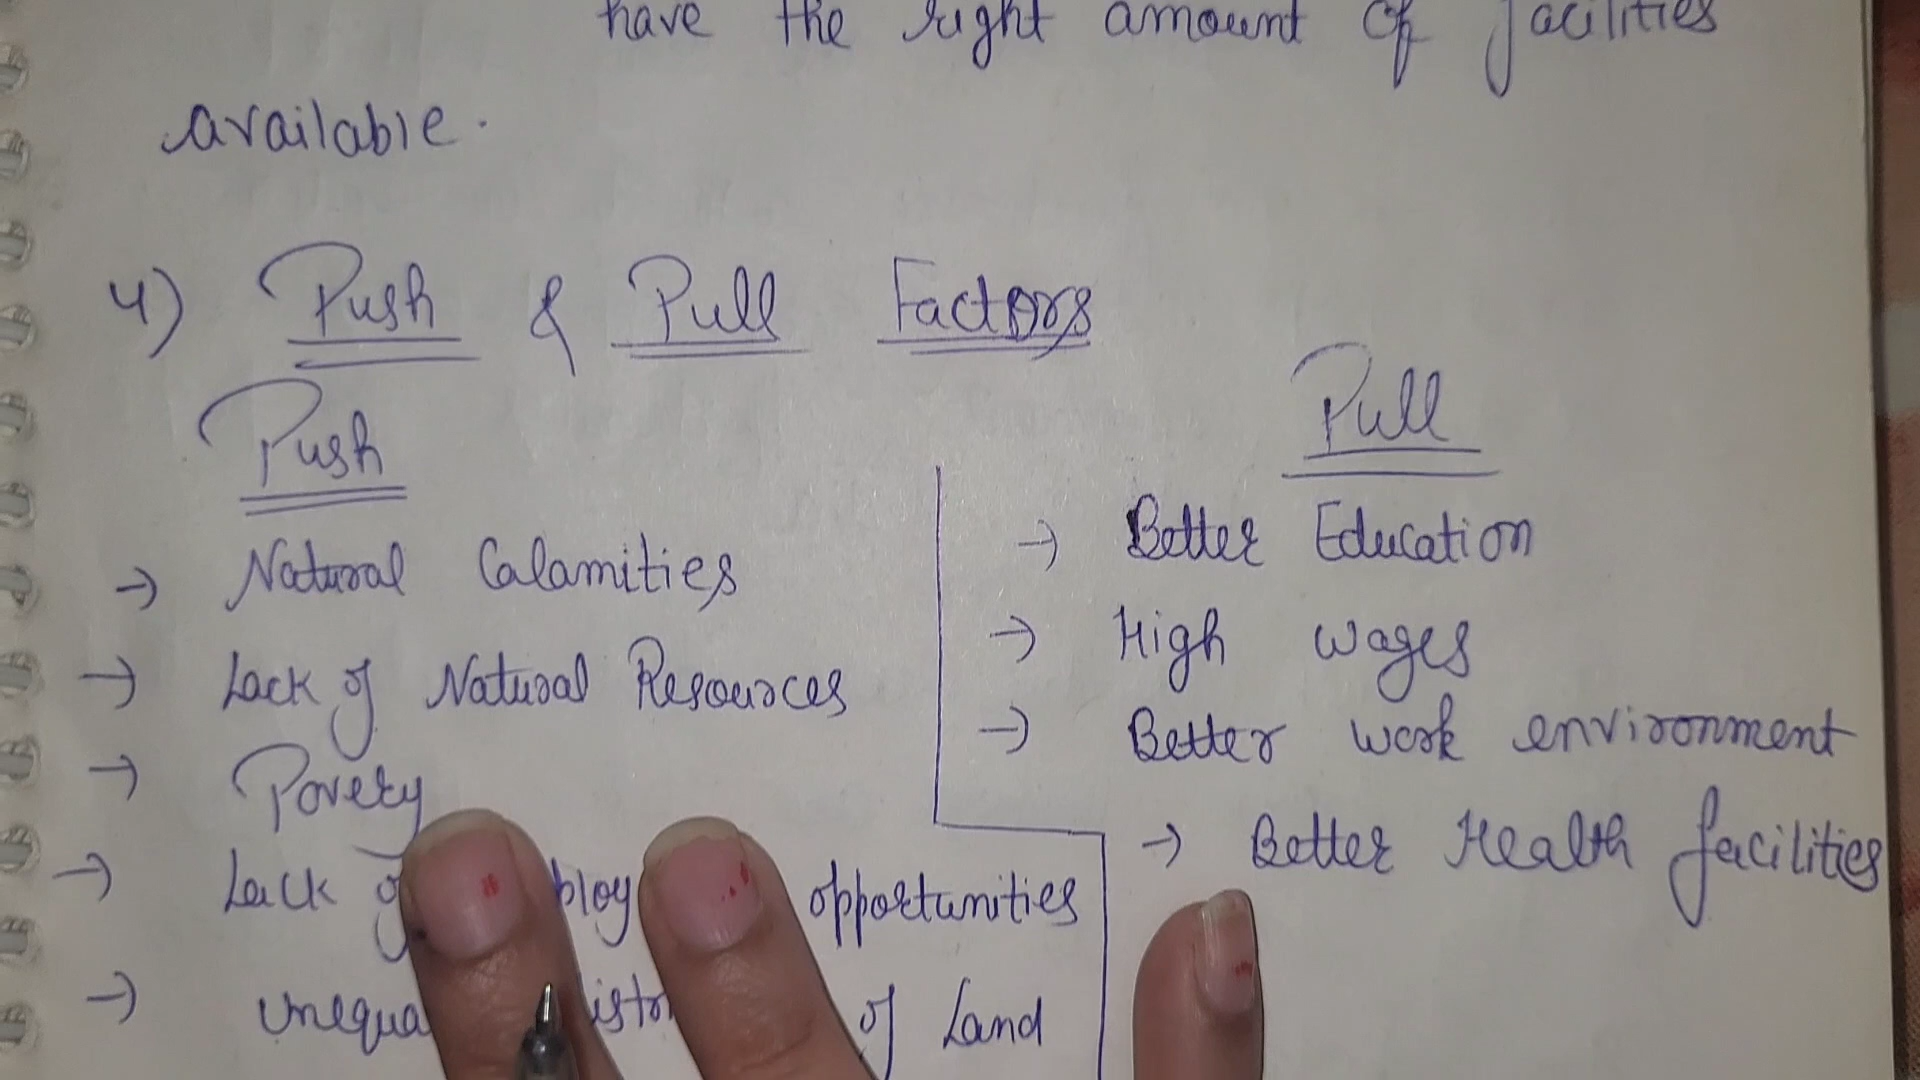 have the right amount of facilities
available.
4) Push & Pull Factors
Push
→ Natural Calamities
→ Lack of Natural Resources
→ Poverty
→ Lack opportunities
→ of Land
Pull
→ Better Education
→ High wages
→ Better work environment
→ Better Health facilities